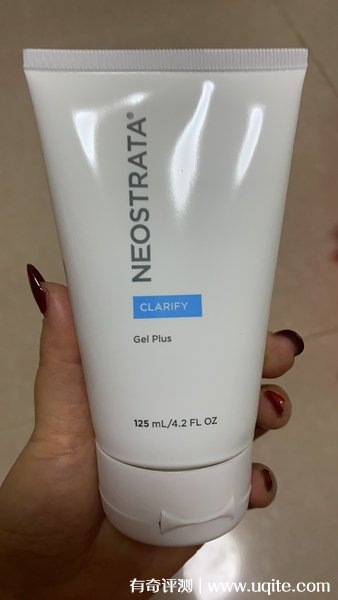 NEOSTRATA®
CLARIFY
Gel Plus
125 mL/4.2 FL OZ
有奇评测 | www.uqite.com